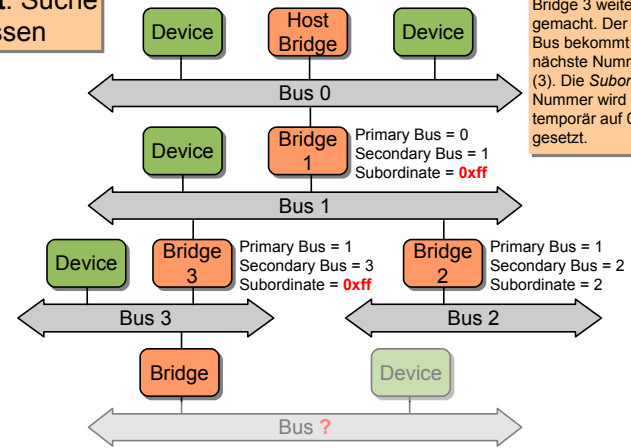 t: Suche
ssen
Bridge 3 weite
gemacht. Der
Bus bekommt
nächste Numm
(3). Die Subor
Nummer wird
temporär auf 0
gesetzt.
Device
Host
Bridge
Device
Bus 0
Device
Bridge
1
Primary Bus = 0
Secondary Bus = 1
Subordinate = 0xff
Bus 1
Device
Bridge
3
Primary Bus = 1
Secondary Bus = 3
Subordinate = 0xff
Bridge
2
Primary Bus = 1
Secondary Bus = 2
Subordinate = 2
Bus 3
Bus 2
Bridge
Device
Bus ?